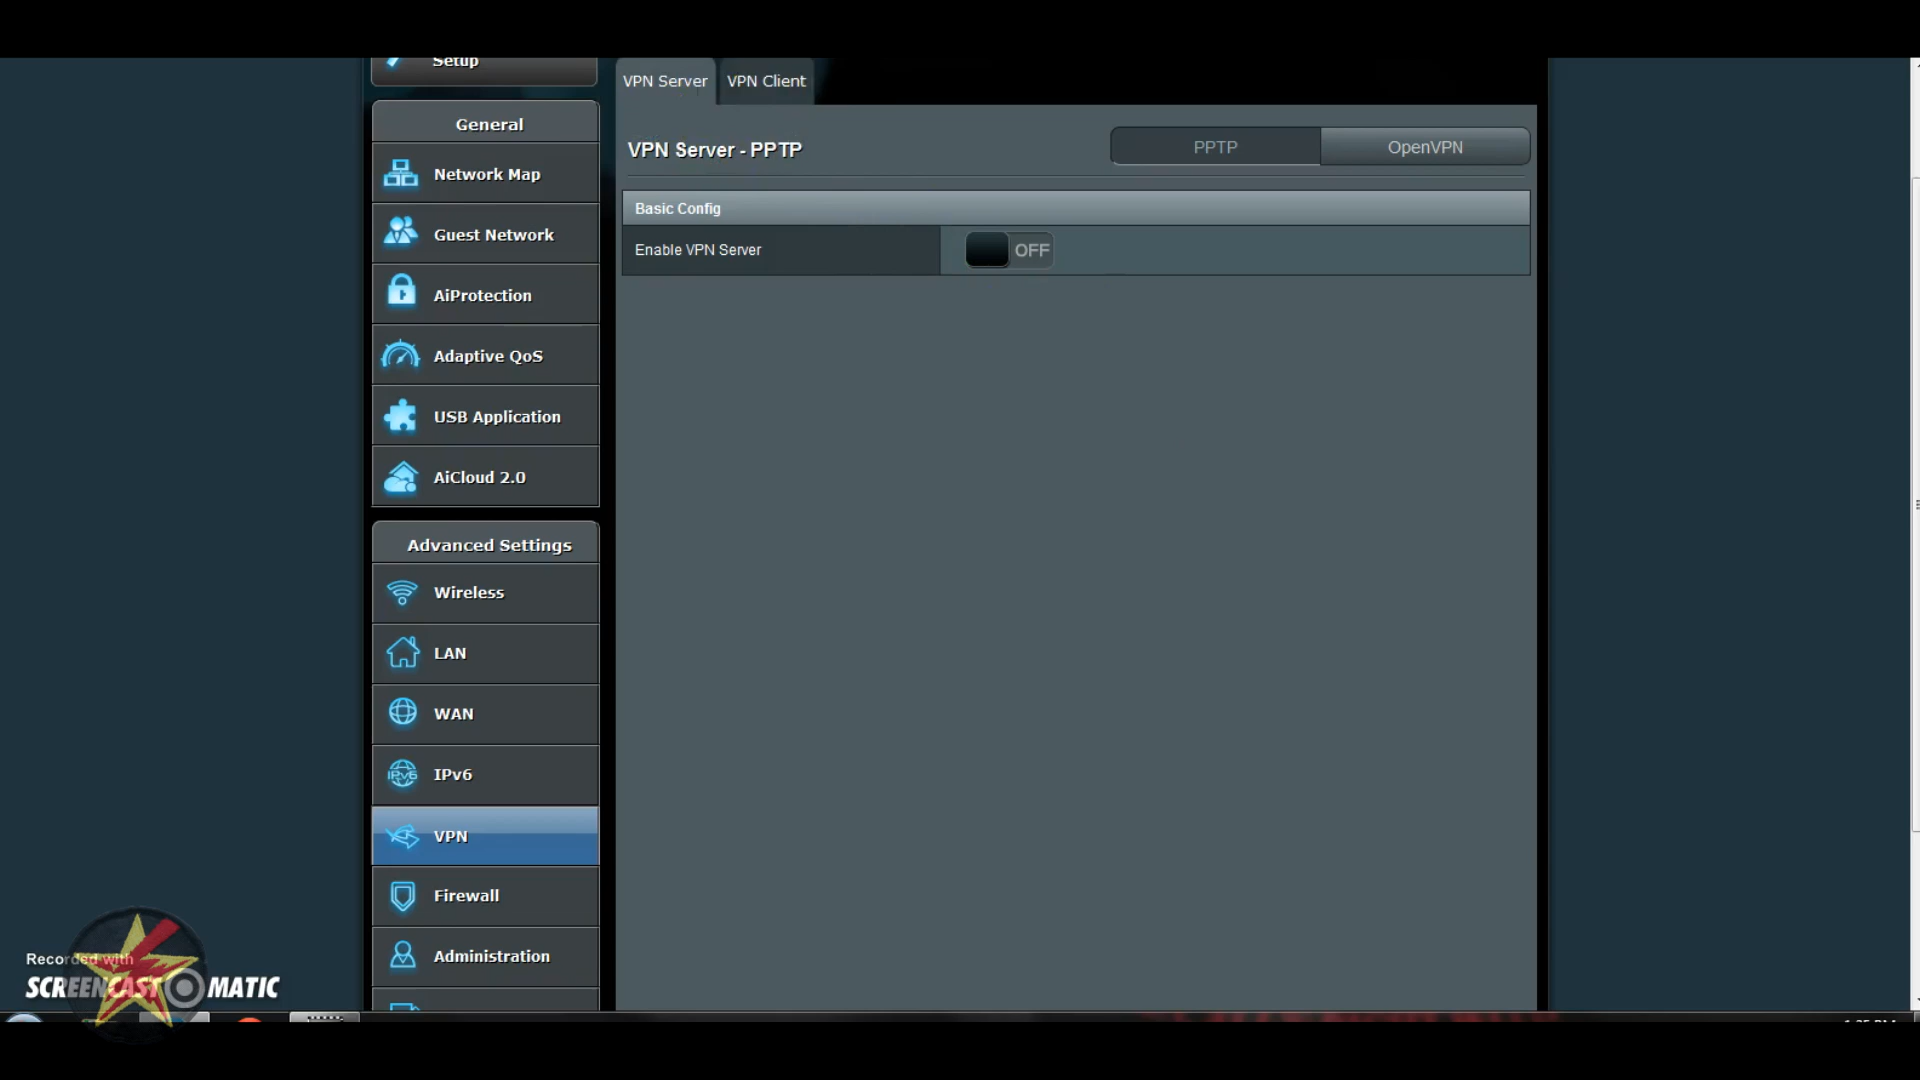 Setup
VPN Server VPN Client
General
VPN Server - PPTP
PPTP OpenVPN
Basic Config
Enable VPN Server OFF
Network Map
Guest Network
AiProtection
Adaptive QoS
USB Application
AiCloud 2.0
Advanced Settings
Wireless
LAN
WAN
IPv6
VPN
Firewall
Administration
Recorded with
SCREENCAST MATIC